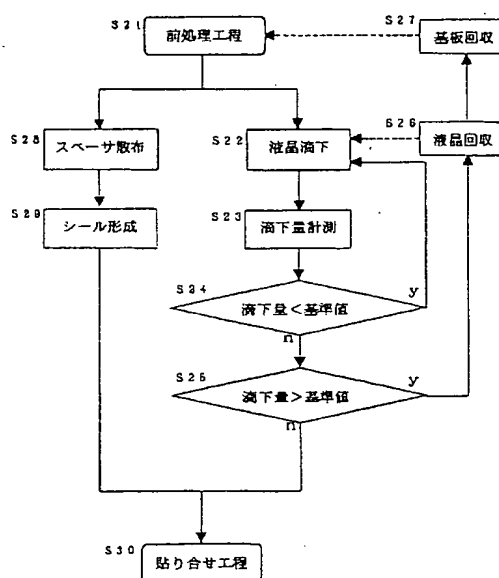 S21
前処理工程
S27
基板回収
S28
スペーサ散布
S22
液晶滴下
S26
液晶回収
S29
シール形成
S23
滴下量計測
S24
滴下量<基準値
y
n
S25
滴下量>基準値
y
n
S30
貼り合せ工程